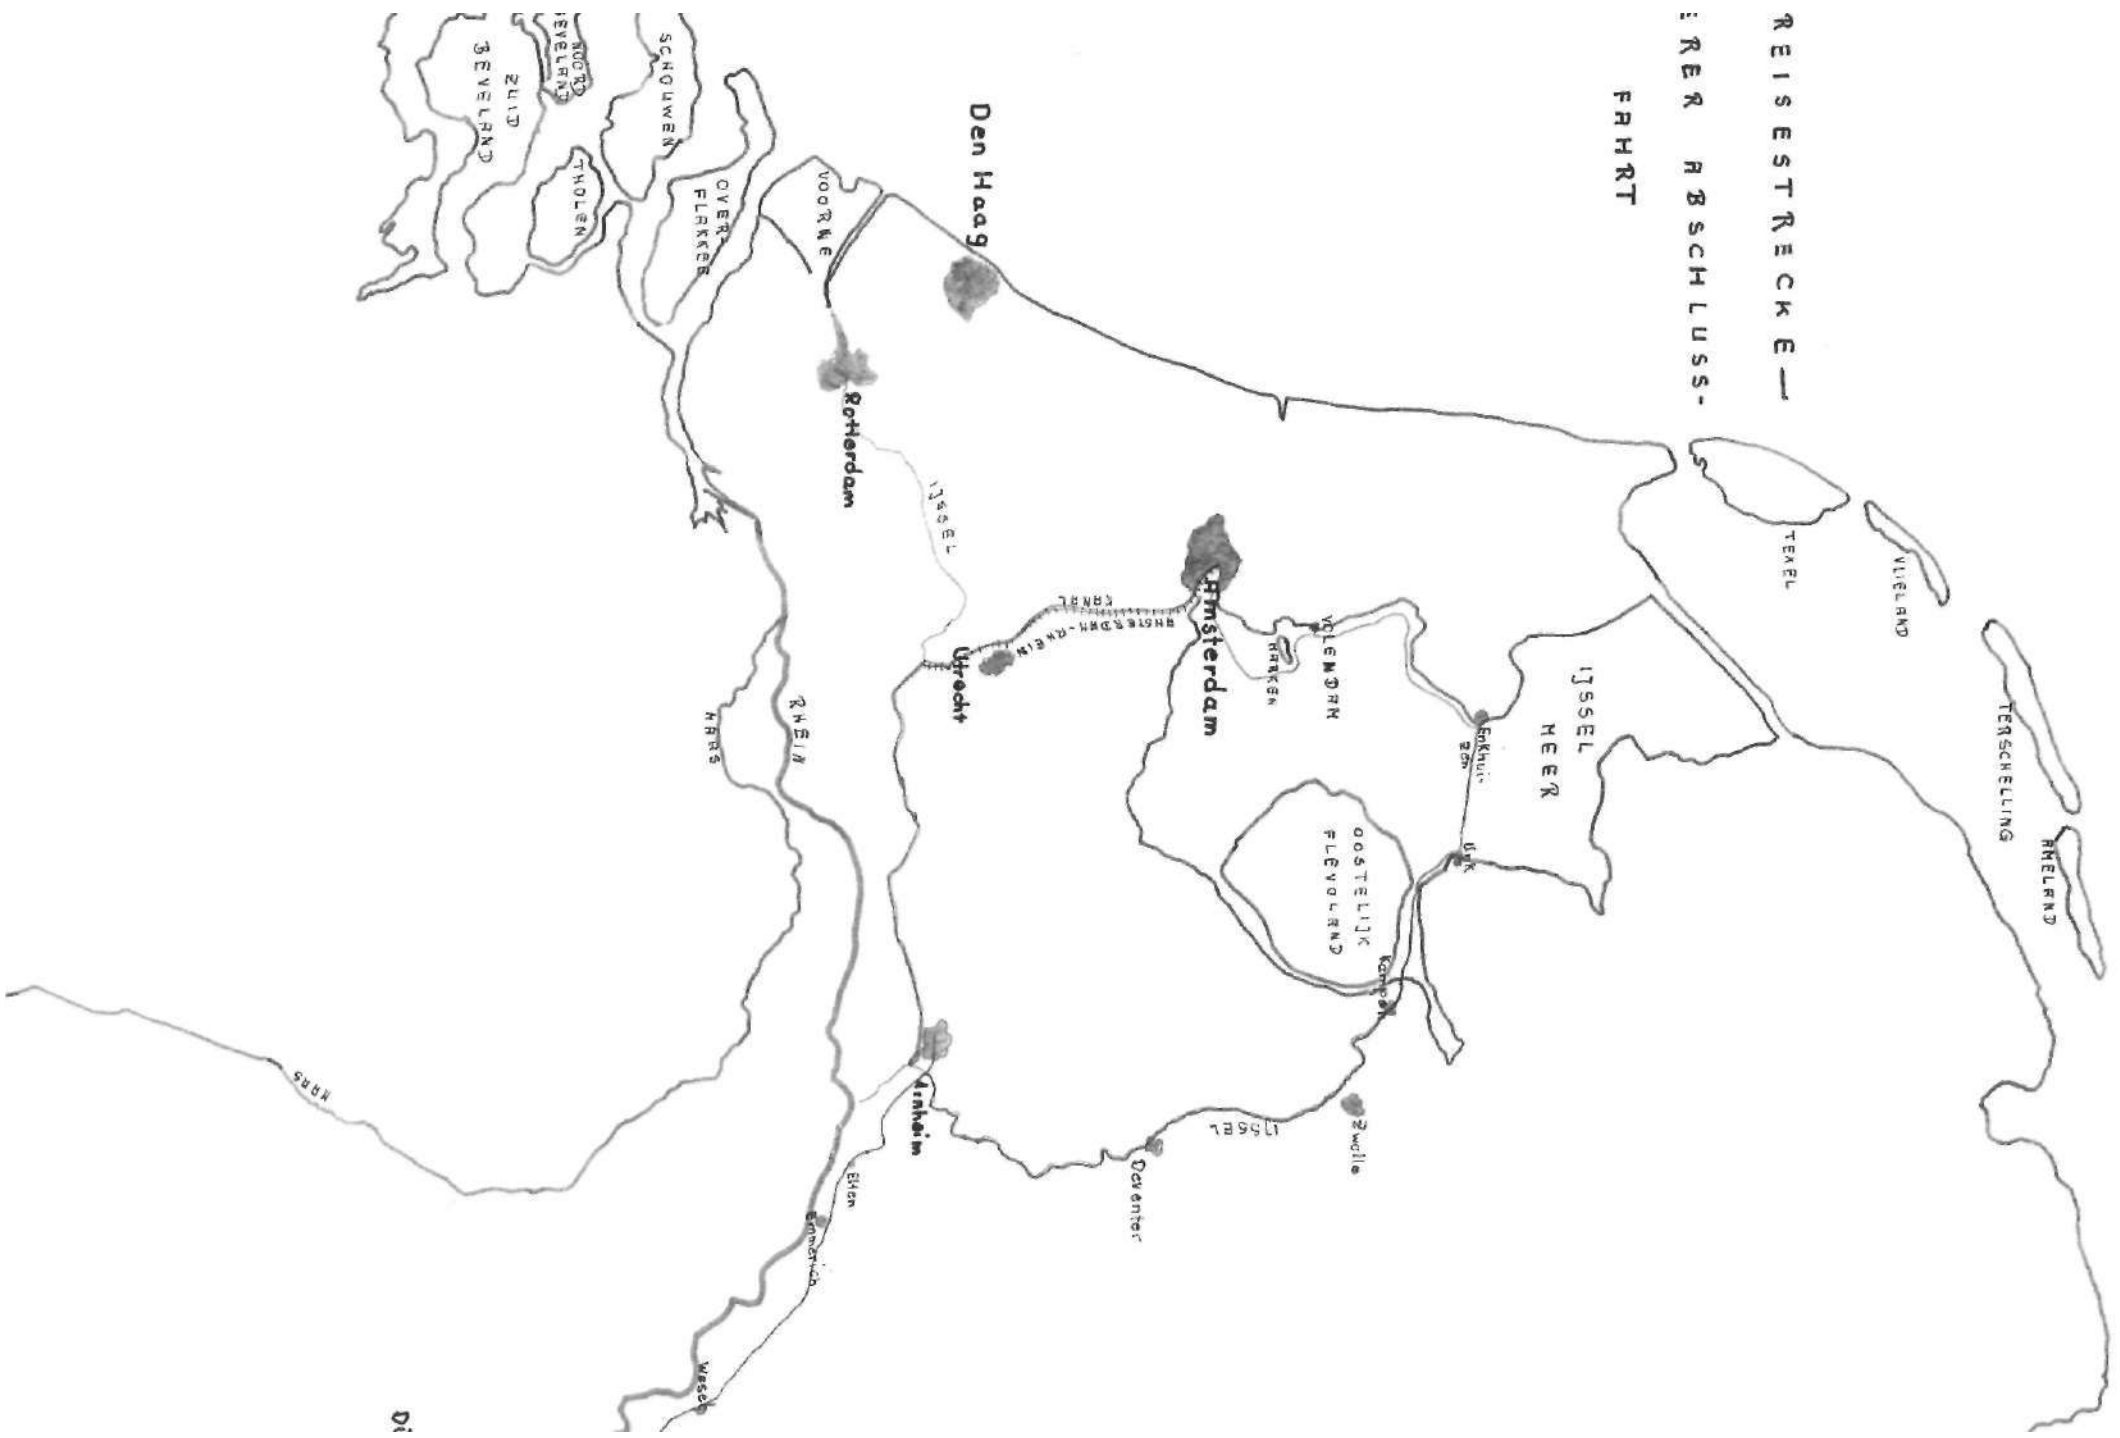 REISESTRECKE —
ERER ABSCHLUSS-
FAHRT
AMELAND
TERSCHELLING
VLIELAND
TEXEL
IJSSEL
MEER
Enkhui-
zen
Urk
VOLENDAM
MARKEN
OOSTELIJK
FLEVOLAND
Kampen
Zwolle
IJSSEL
Deventer
Amsterdam
AMSTERDAM-RHEIN
KANAL
Den Haag
Utrecht
IJSSEL
Arnheim
Rotterdam
Elten
Emmerich
VOORNE
RHEIN
MAAS
OVER-
FLAKKEE
Wesel
SCHOUWEN
THOLEN
NOORD
BEVELAND
ZUID
BEVELAND
MAAS